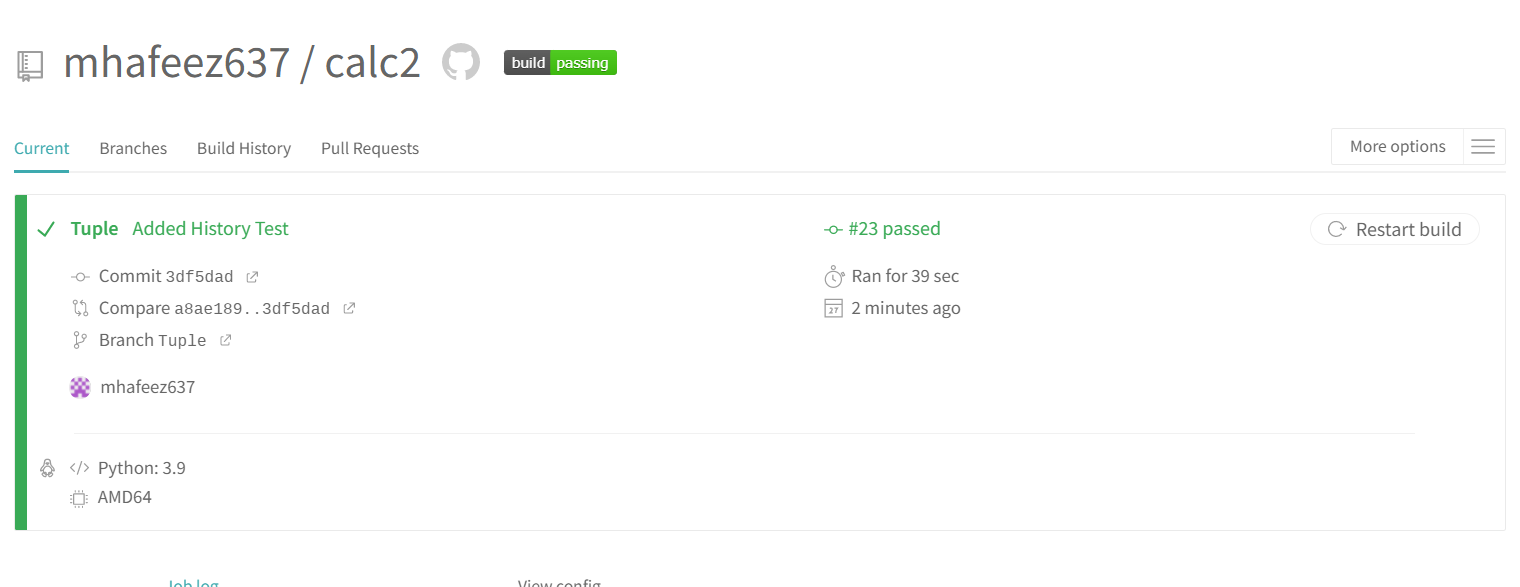 mhafeez637 / calc2 build passing
Current Branches Build History Pull Requests More options
Tuple Added History Test #23 passed Restart build
Commit 3df5dad Ran for 39 sec
Compare a8ae189..3df5dad 27 2 minutes ago
Branch Tuple
mhafeez637
Python: 3.9
AMD64
Job log View config